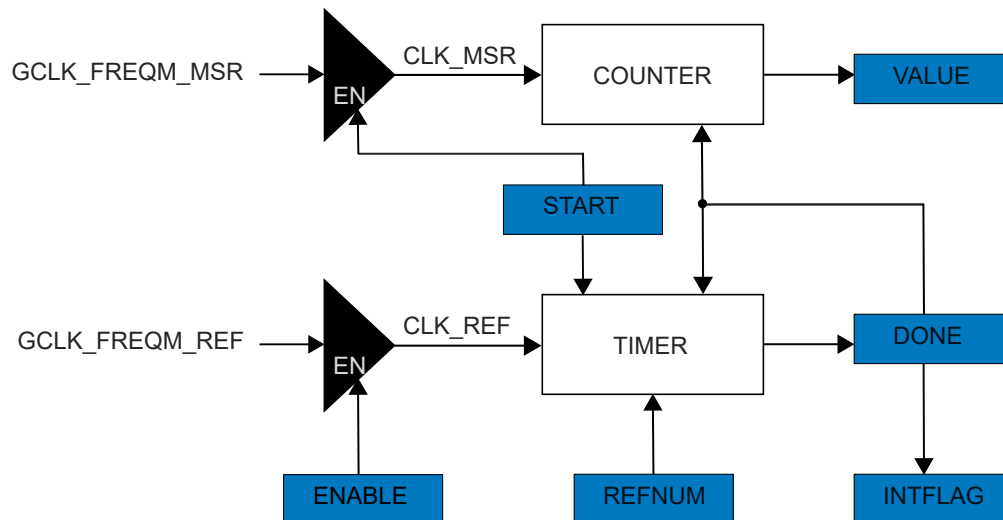 GCLK_FREQM_MSR
EN
CLK_MSR
COUNTER
VALUE
START
GCLK_FREQM_REF
EN
CLK_REF
TIMER
DONE
ENABLE
REFNUM
INTFLAG